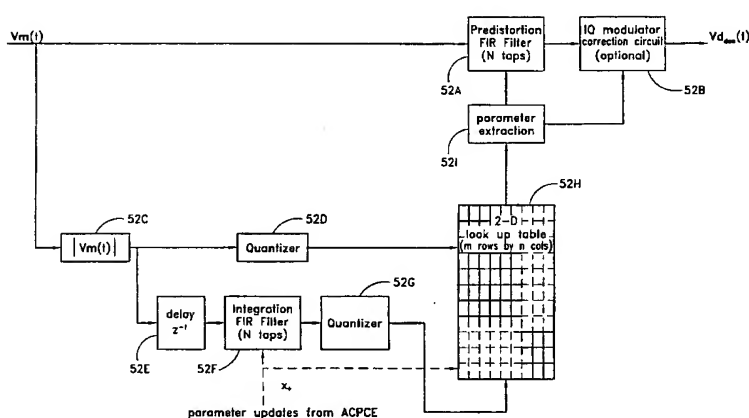 Vm(t)
Predistortion
FIR Filter
(N taps)
52A
IQ modulator
correction circuit
(optional)
52B
parameter
extraction
52I
52C
|Vm(t)|
52D
Quantizer
52H
2-D
look up table
(m rows by n cols)
delay
52E
Integration
FIR Filter
(N taps)
52F
52G
Quantizer
parameter updates from ACPCE